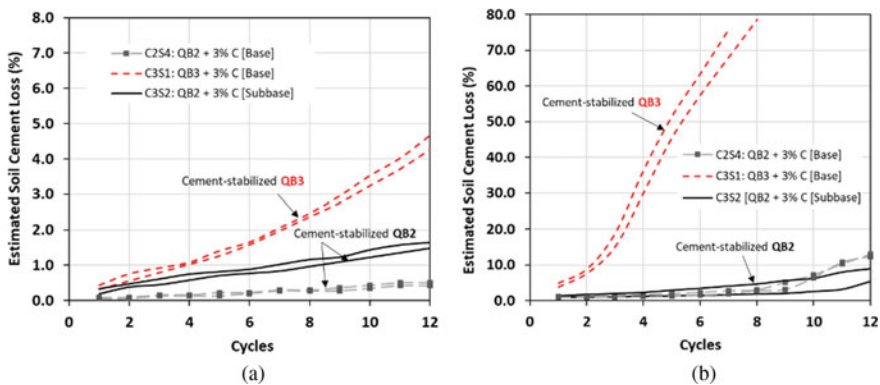 (a)
8.0
7.0
6.0
5.0
4.0
3.0
2.0
1.0
0.0
Estimated Soil Cement Loss (%)
C2S4: QB2 + 3% C [Base]
C3S1: QB3 + 3% C [Base]
C3S2: QB2 + 3% C [Subbase]
Cement-stabilized QB3
Cement-stabilized QB2
0 2 4 6 8 10 12
Cycles
(a)
(b)
80.0
70.0
60.0
50.0
40.0
30.0
20.0
10.0
0.0
Estimated Soil Cement Loss (%)
Cement-stabilized QB3
C2S4: QB2 + 3% C [Base]
C3S1: QB3 + 3% C [Base]
C3S2 [QB2 + 3% C [Subbase]
Cement-stabilized QB2
0 2 4 6 8 10 12
Cycles
(b)